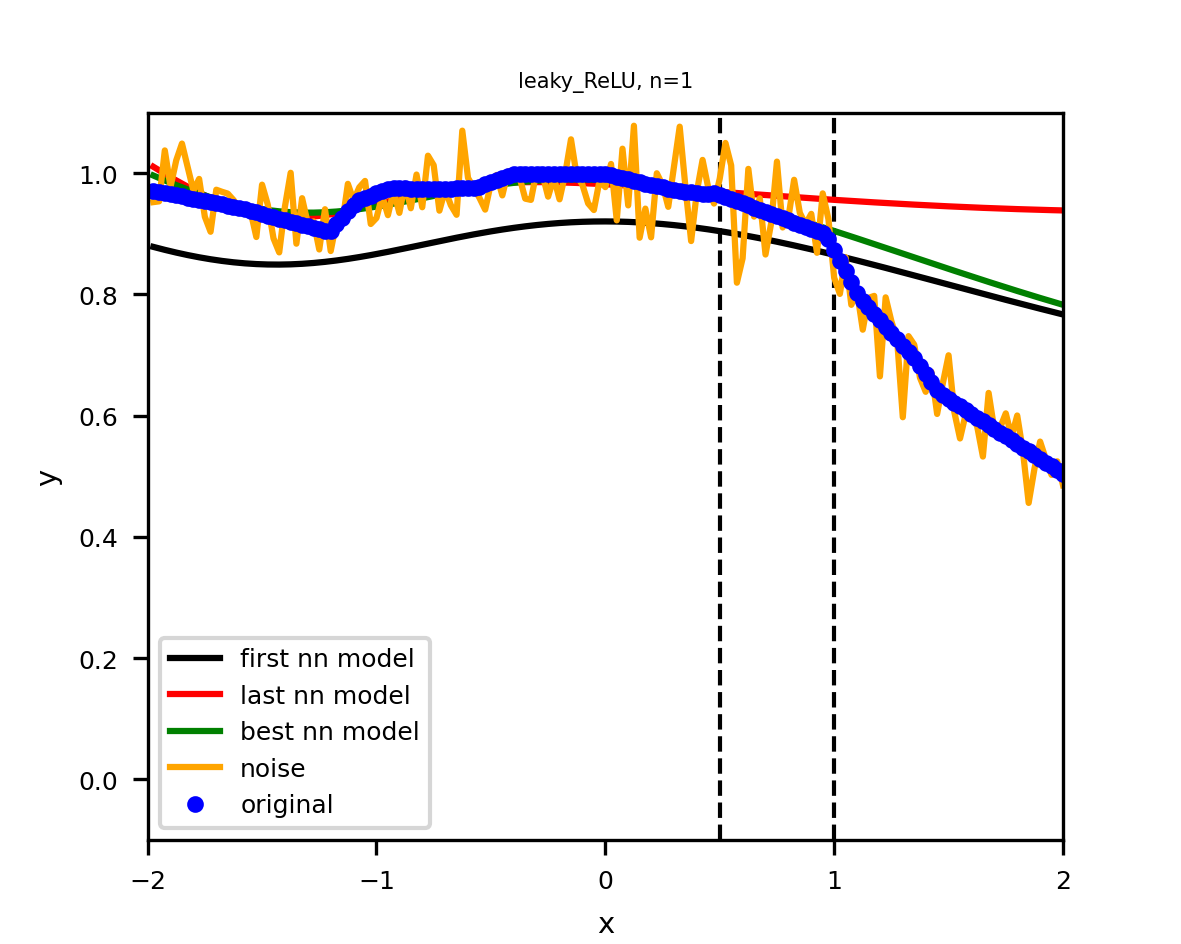 leaky_ReLU, n=1
1.0
0.8
0.6
0.4
0.2
0.0
y
first nn model
last nn model
best nn model
noise
original
−2 −1 0 1 2
x